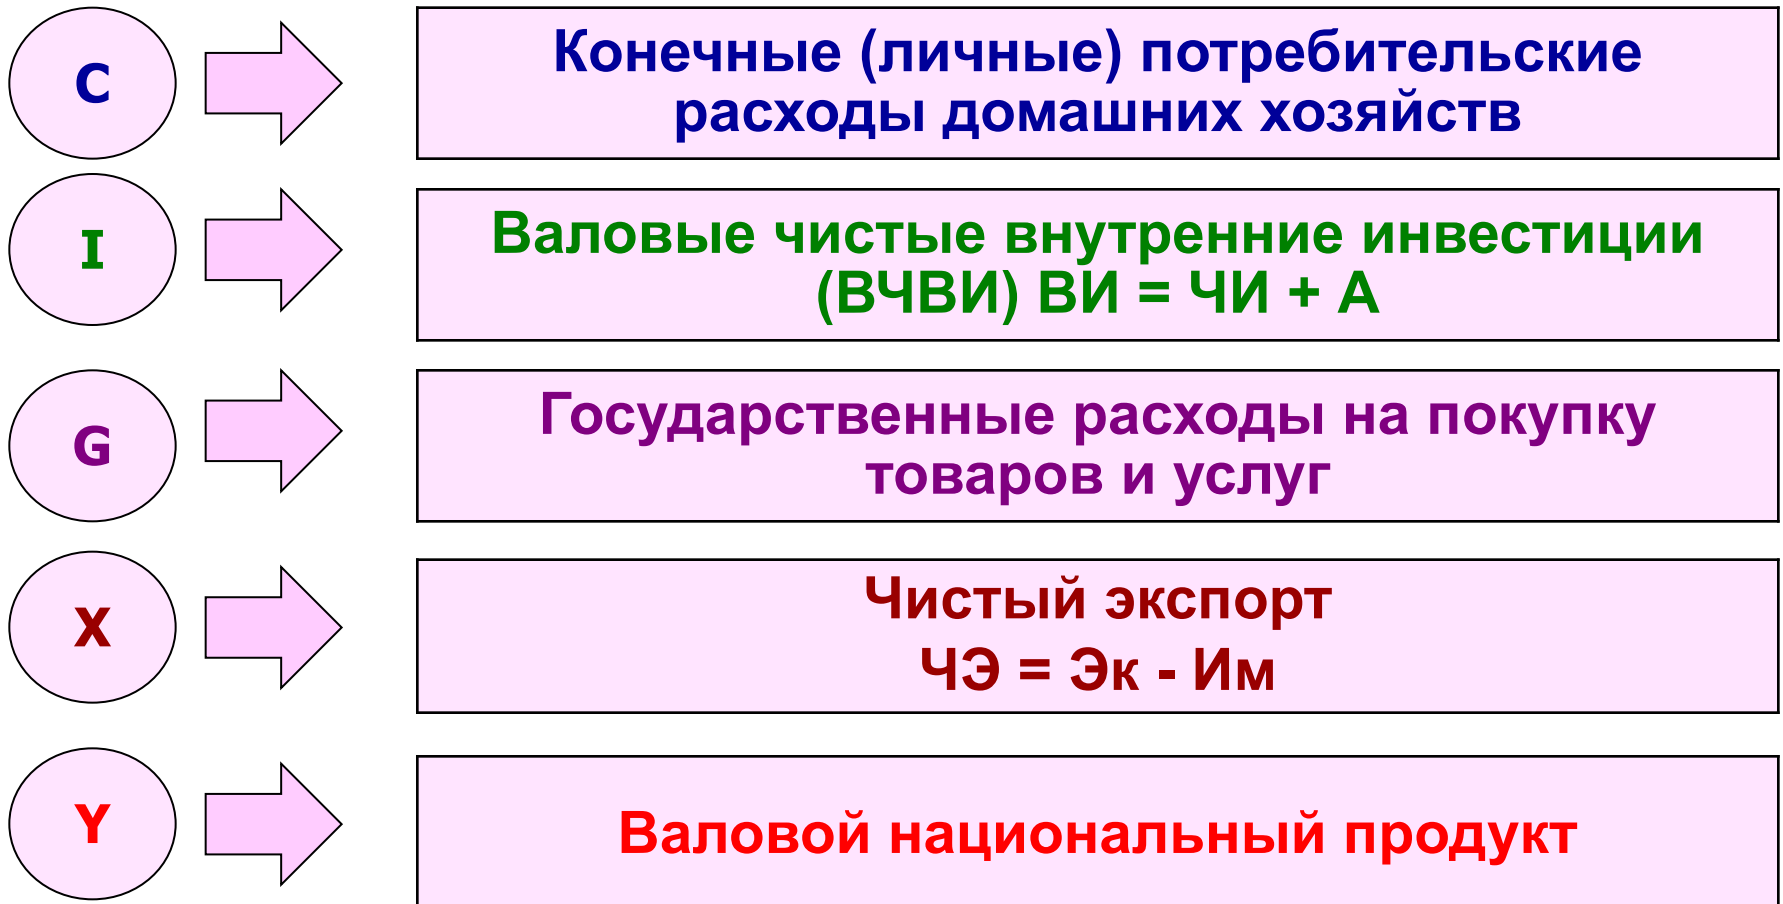 C
Конечные (личные) потребительские
расходы домашних хозяйств
I
Валовые чистые внутренние инвестиции
(ВЧВИ) ВИ = ЧИ + А
G
Государственные расходы на покупку
товаров и услуг
X
Чистый экспорт
ЧЭ = Эк - Им
Y
Валовой национальный продукт